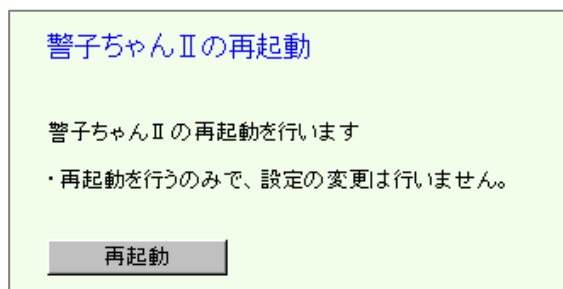 警子ちゃんⅡの再起動
警子ちゃんⅡの再起動を行います
・再起動を行うのみで、設定の変更は行いません。
再起動